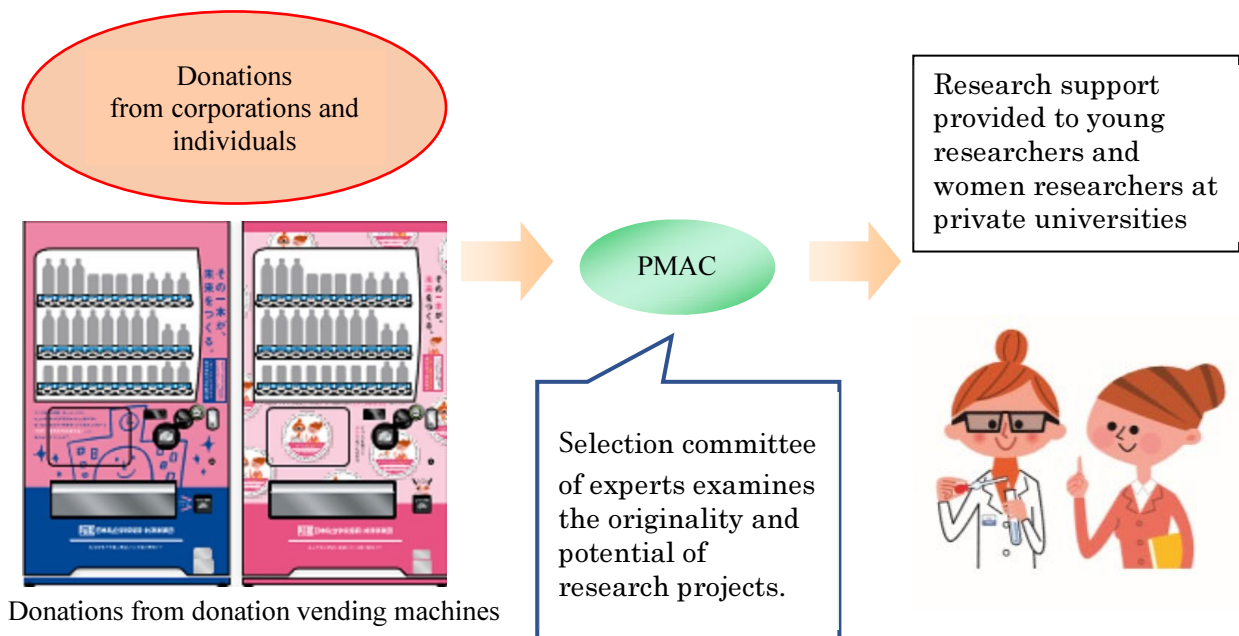 Donations
from corporations and
individuals
Research support
provided to young
researchers and
women researchers at
private universities
PMAC
その一本が、
未来をつくる。
その一本が、
未来をつくる。
Selection committee
of experts examines
the originality and
potential of
research projects.
Donations from donation vending machines